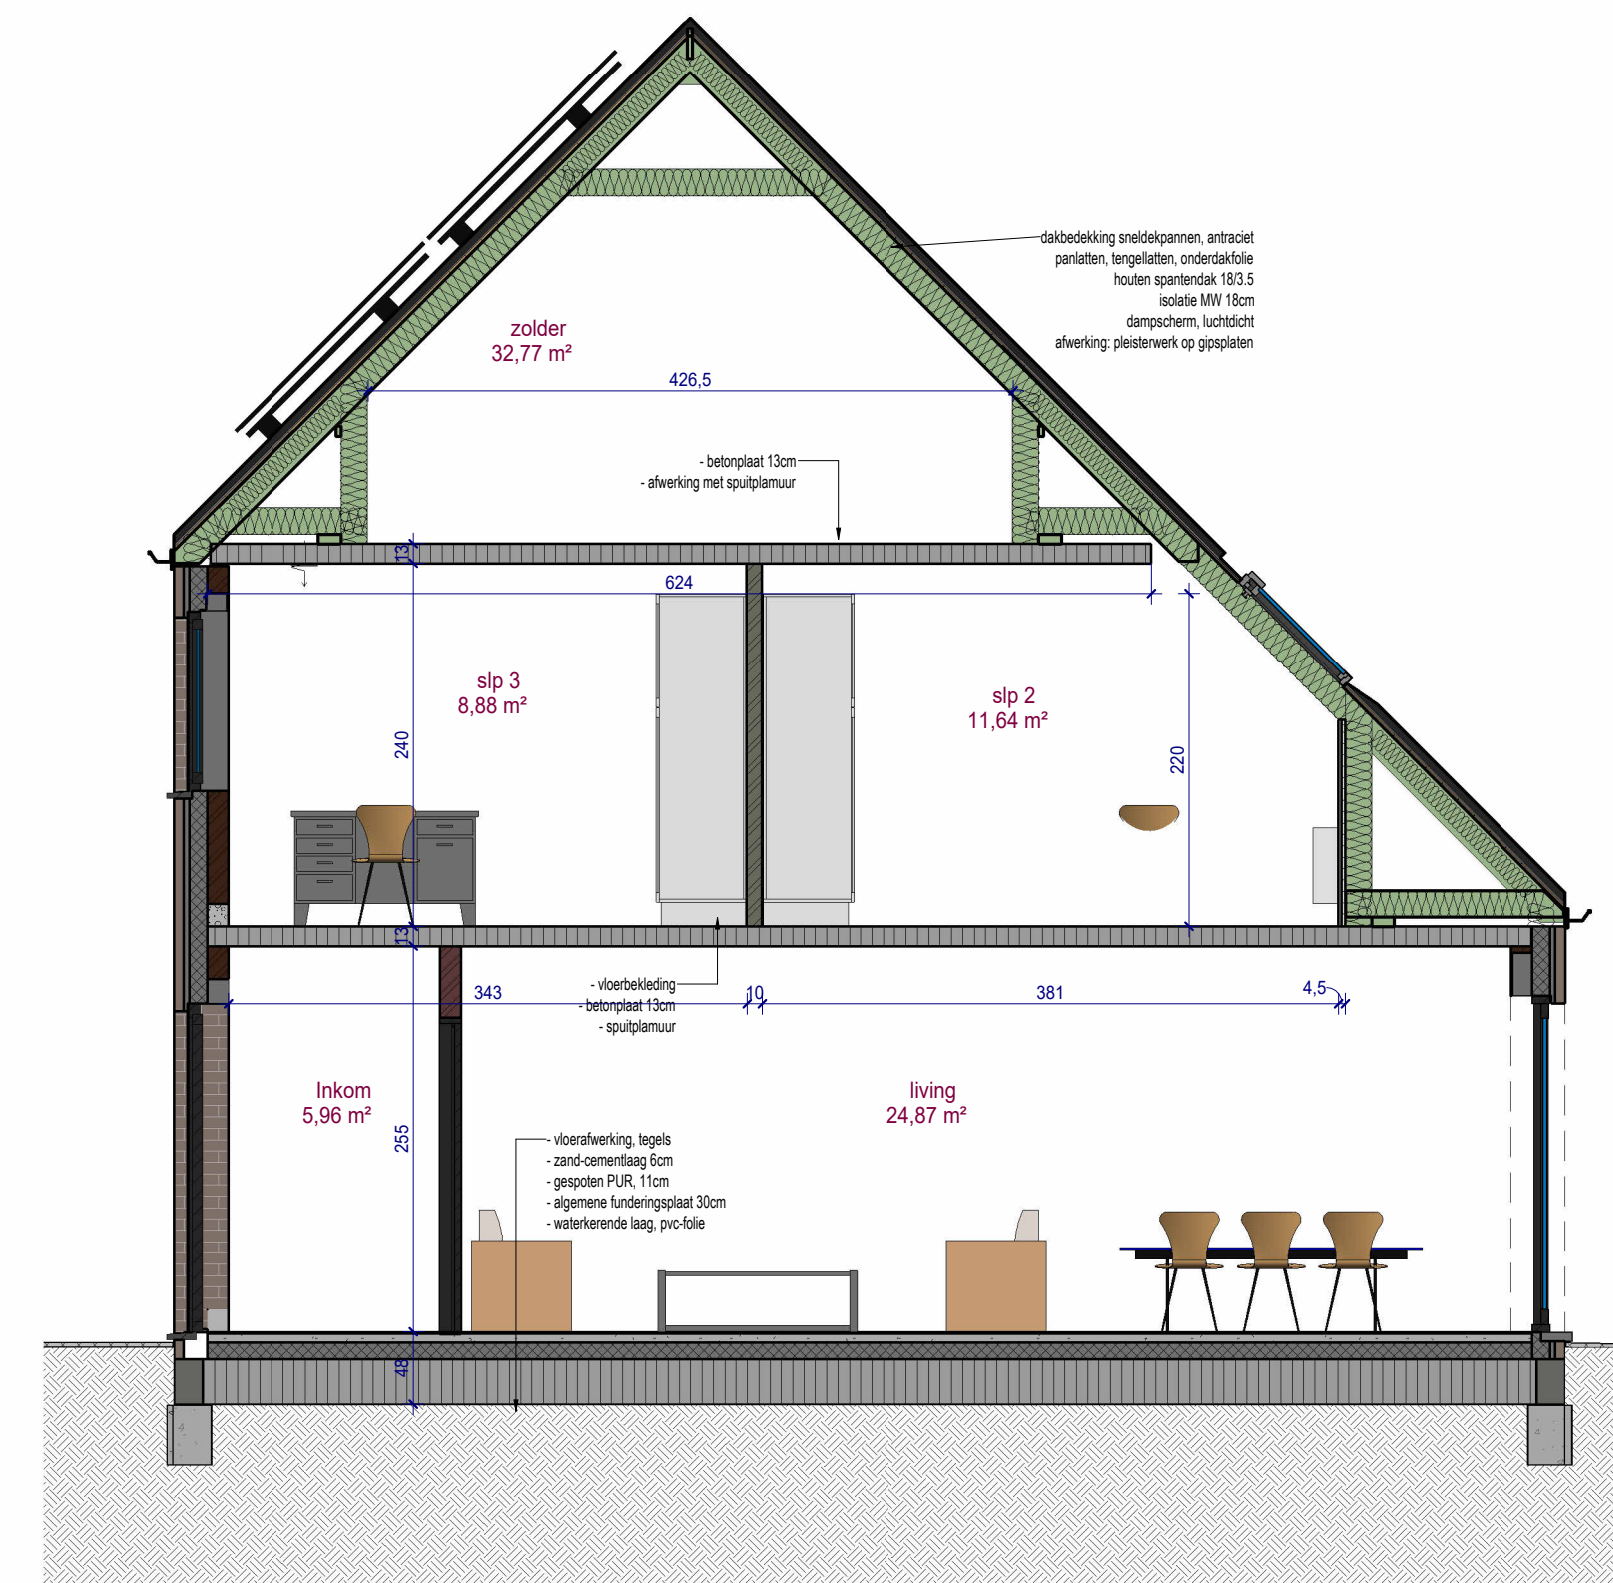 dakbedekking sneldekpannen, antraciet
panlatten, tengellatten, onderdakfolie
houten spantendak 18/3.5
isolatie MW 18cm
dampscherm, luchtdicht
afwerking: pleisterwerk op gipsplaten
zolder
32,77 m²
426,5
- betonplaat 13cm
- afwerking met spuitplamuur
13
624
slp 3
8,88 m²
slp 2
11,64 m²
240
220
13
- vloerbekleding
- betonplaat 13cm
- spuitplamuur
343
10
381
4,5
Inkom
5,96 m²
living
24,87 m²
255
- vloerafwerking, tegels
- zand-cementlaag 6cm
- gespoten PUR, 11cm
- algemene funderingsplaat 30cm
- waterkerende laag, pvc-folie
48